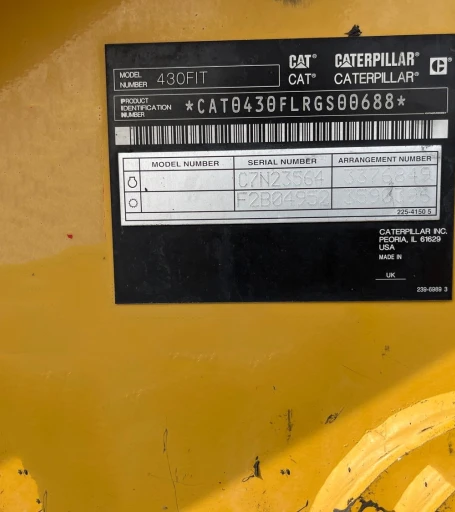 CAT® CATERPILLAR®
MODEL NUMBER 430FIT CAT® CATERPILLAR®
PRODUCT IDENTIFICATION NUMBER *CAT0430FLRGS00688*
MODEL NUMBER SERIAL NUMBER ARRANGEMENT NUMBER
C7N23564
F2B04952
225-4150 5
CATERPILLAR INC.
PEORIA, IL 61629
USA
MADE IN
UK
239-6989 3